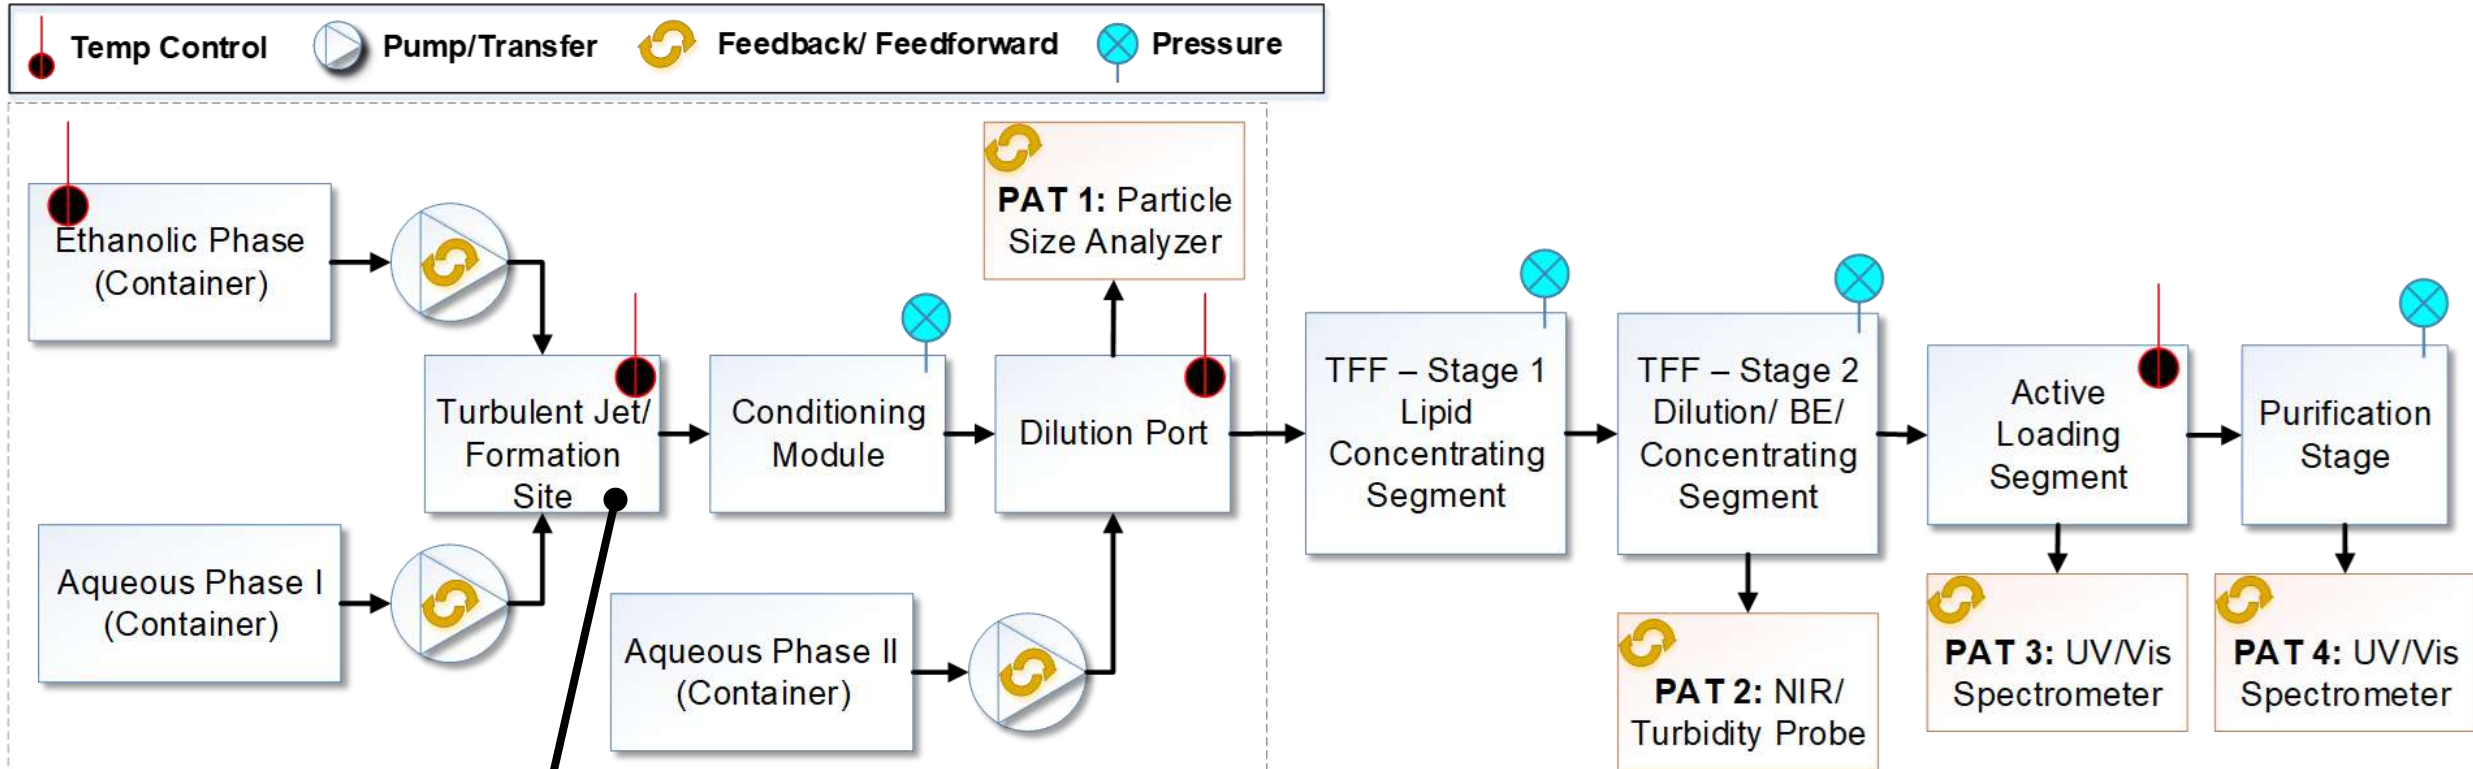 Temp Control
Pump/Transfer
Feedback/ Feedforward
Pressure
Ethanolic Phase
(Container)
Aqueous Phase I
(Container)
Turbulent Jet/
Formation
Site
Conditioning
Module
Aqueous Phase II
(Container)
PAT 1: Particle
Size Analyzer
Dilution Port
TFF – Stage 1
Lipid
Concentrating
Segment
TFF – Stage 2
Dilution/ BE/
Concentrating
Segment
PAT 2: NIR/
Turbidity Probe
Active
Loading
Segment
PAT 3: UV/Vis
Spectrometer
Purification
Stage
PAT 4: UV/Vis
Spectrometer